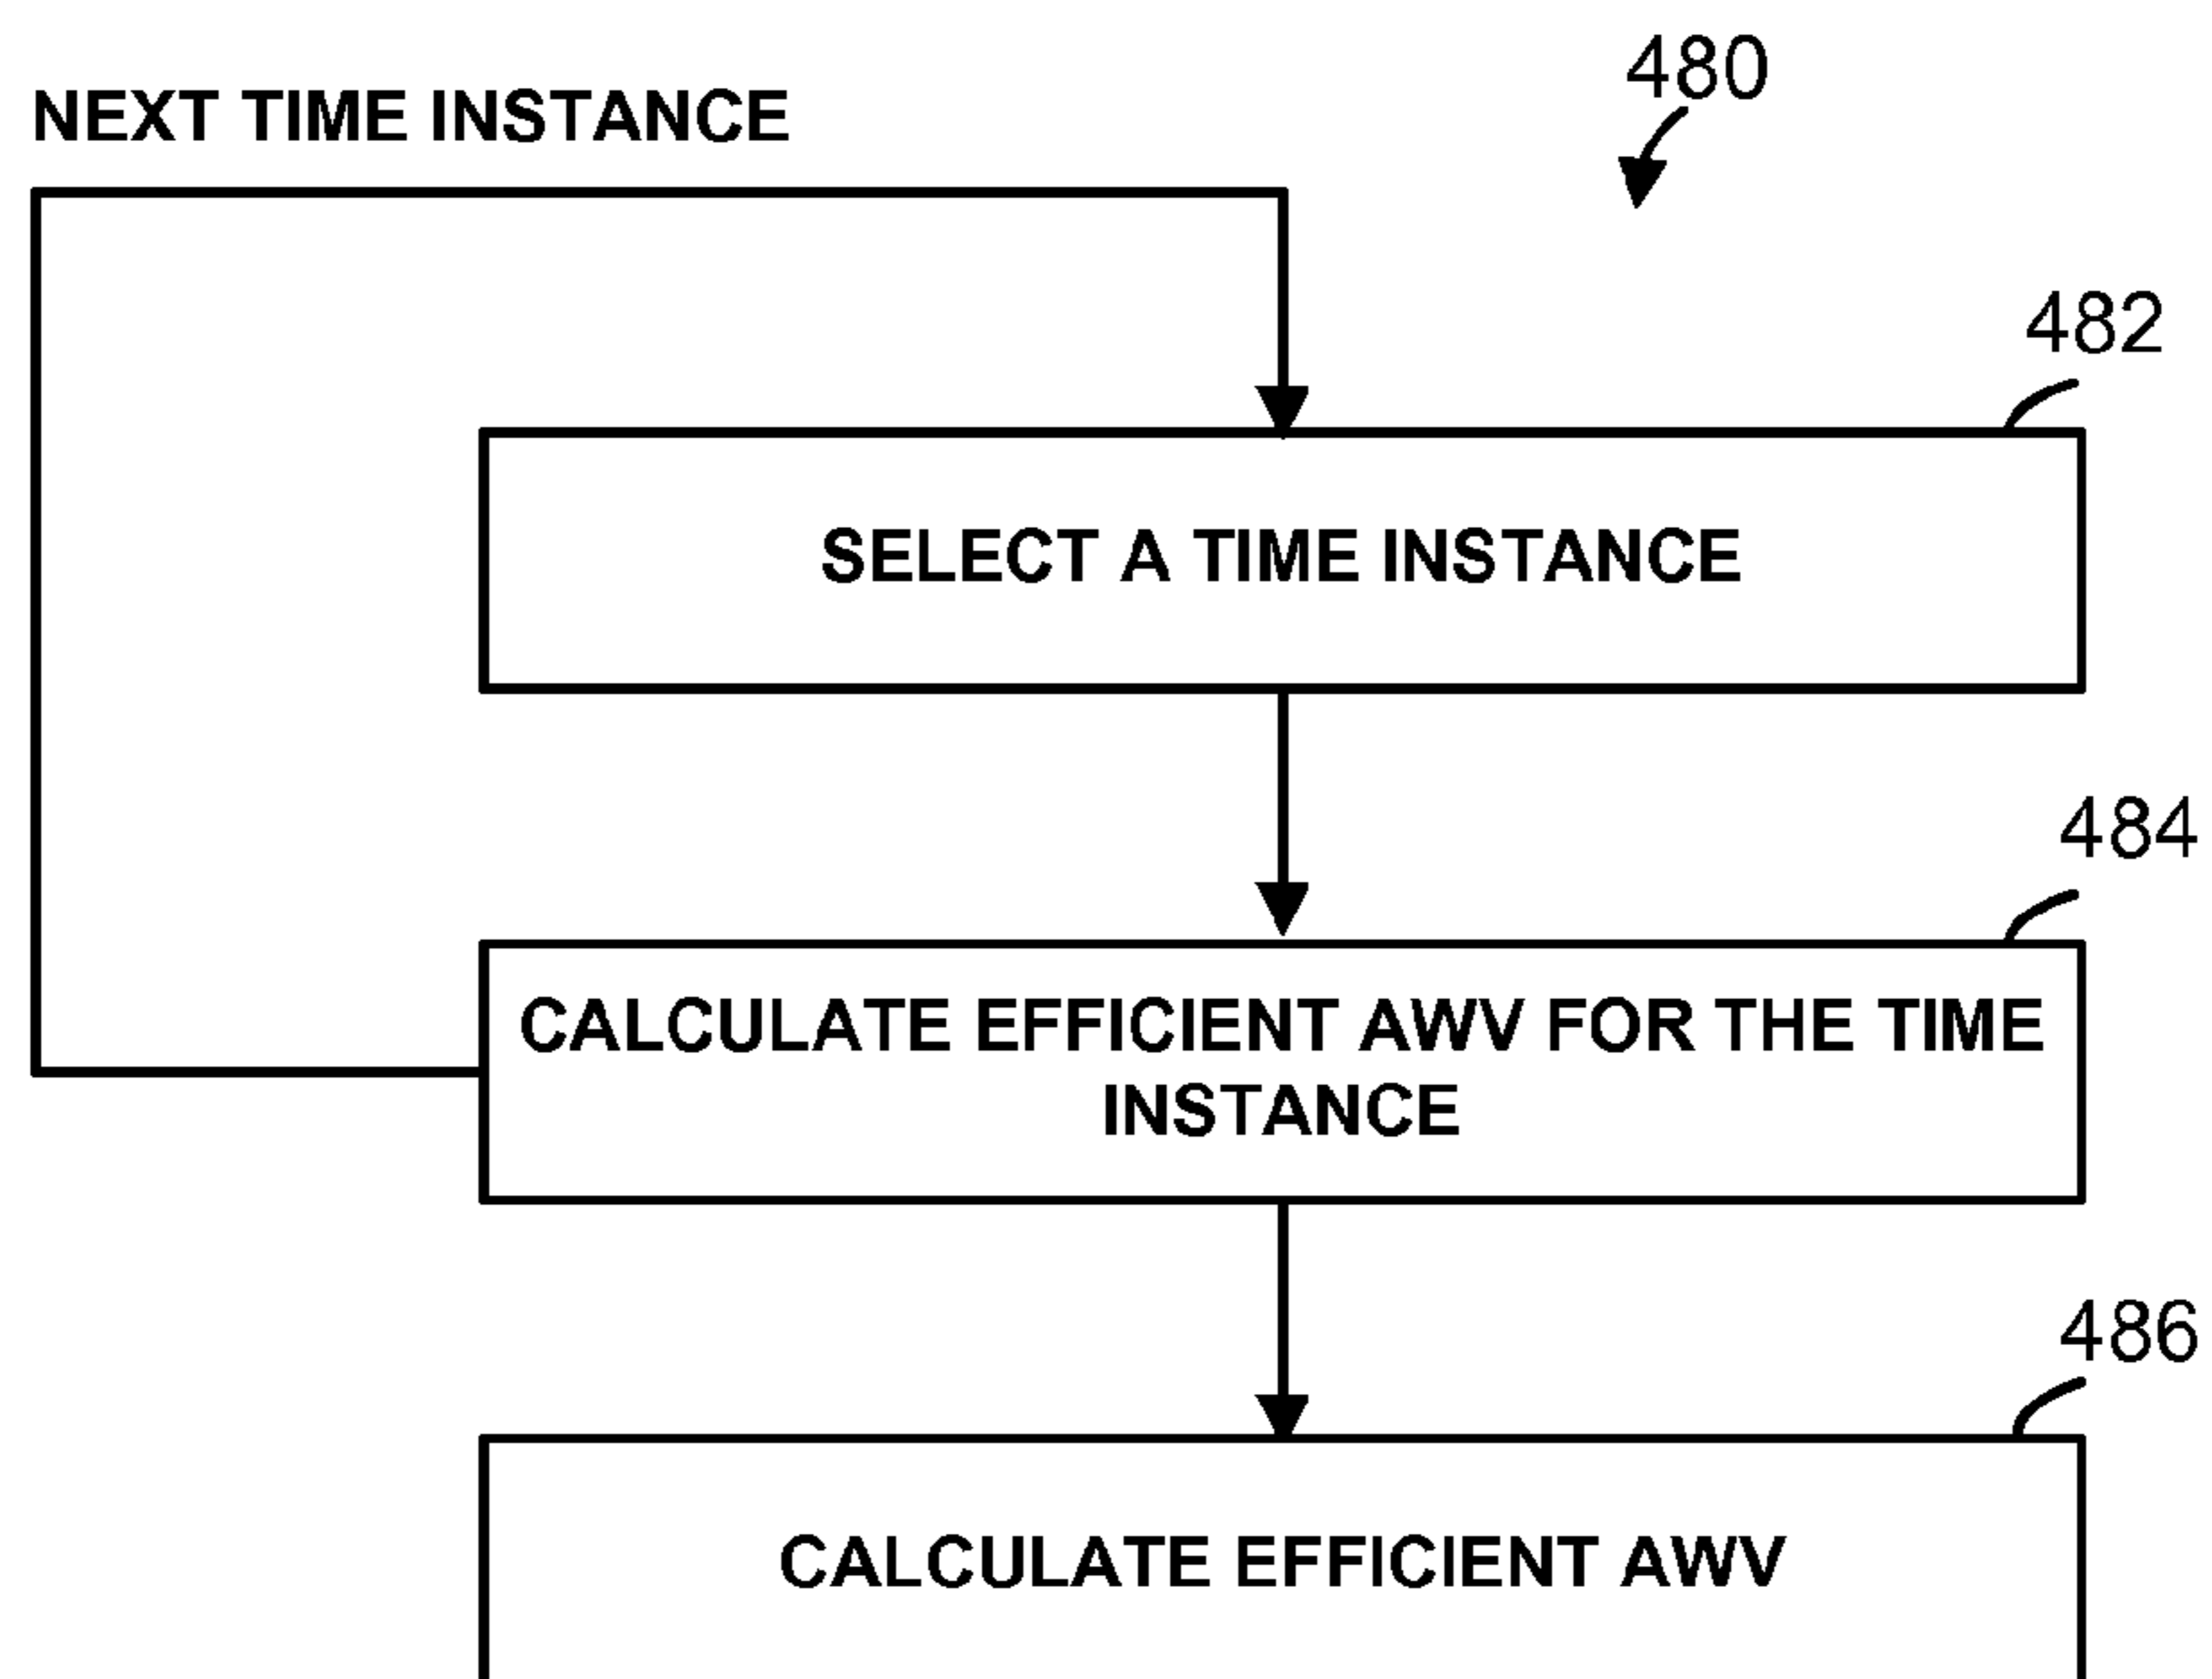 480
NEXT TIME INSTANCE
482
SELECT A TIME INSTANCE
484
CALCULATE EFFICIENT AWV FOR THE TIME
INSTANCE
486
CALCULATE EFFICIENT AWV